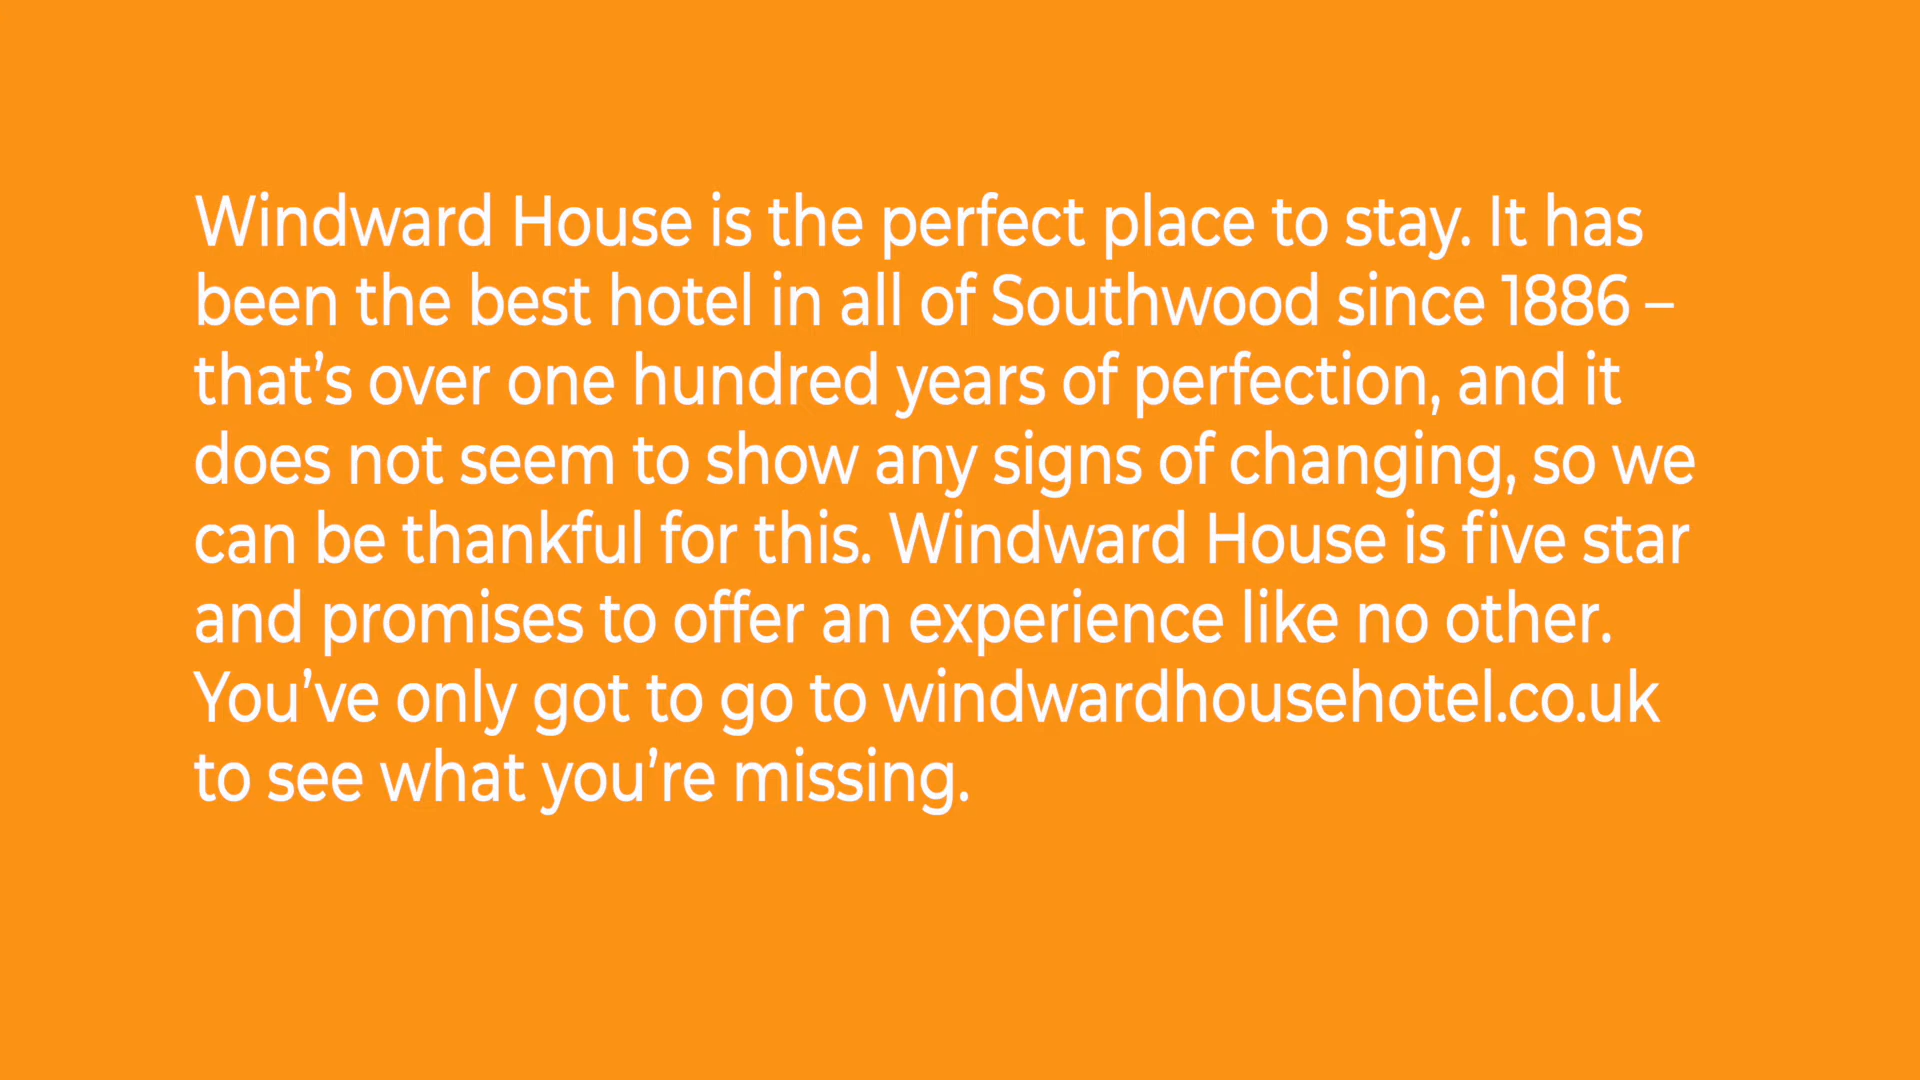 Windward House is the perfect place to stay. It has
been the best hotel in all of Southwood since 1886 –
that’s over one hundred years of perfection, and it
does not seem to show any signs of changing, so we
can be thankful for this. Windward House is five star
and promises to offer an experience like no other.
You’ve only got to go to windwardhousehotel.co.uk
to see what you’re missing.